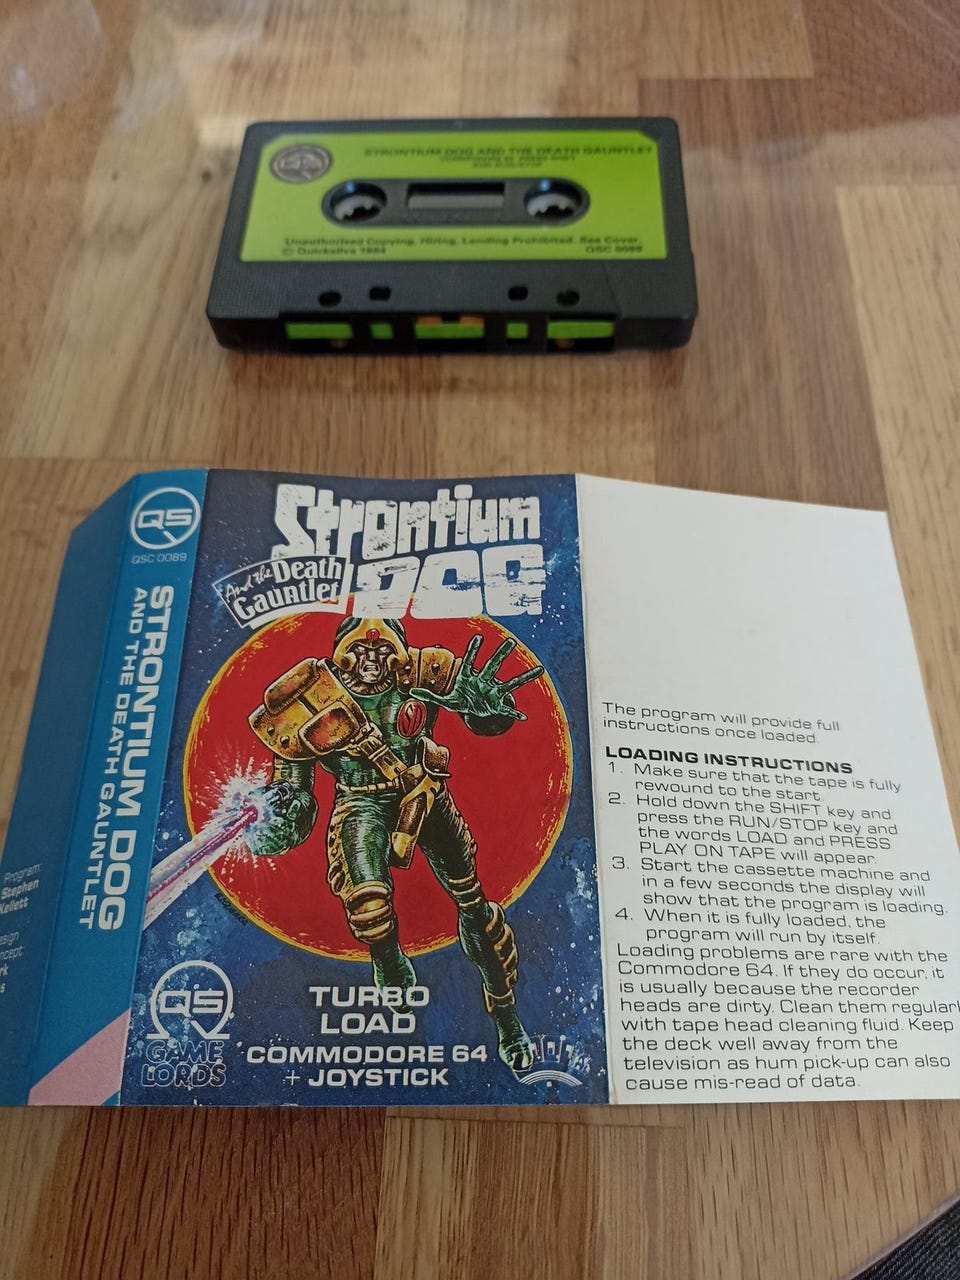 STRONTIUM DOG AND THE DEATH GAUNTLET
Unauthorised Copying, Hiring, Lending Prohibited. See Cover.
© Quicksilva 1984
QSC 0089
QS
QSC 0089
STRONTIUM DOG
AND THE DEATH GAUNTLET
Program:
Stephen
Kellett
Strontium
DOG
And the Death
Gauntlet
QS
GAME
LORDS
TURBO
LOAD
COMMODORE 64
+ JOYSTICK
The program will provide full
instructions once loaded.
LOADING INSTRUCTIONS
1. Make sure that the tape is fully
rewound to the start.
2. Hold down the SHIFT key and
press the RUN/STOP key and
the words LOAD and PRESS
PLAY ON TAPE will appear.
3. Start the cassette machine and
in a few seconds the display will
show that the program is loading.
4. When it is fully loaded, the
program will run by itself.
Loading problems are rare with the
Commodore 64. If they do occur, it
is usually because the recorder
heads are dirty. Clean them regularl
with tape head cleaning fluid. Keep
the deck well away from the
television as hum pick-up can also
cause mis-read of data.